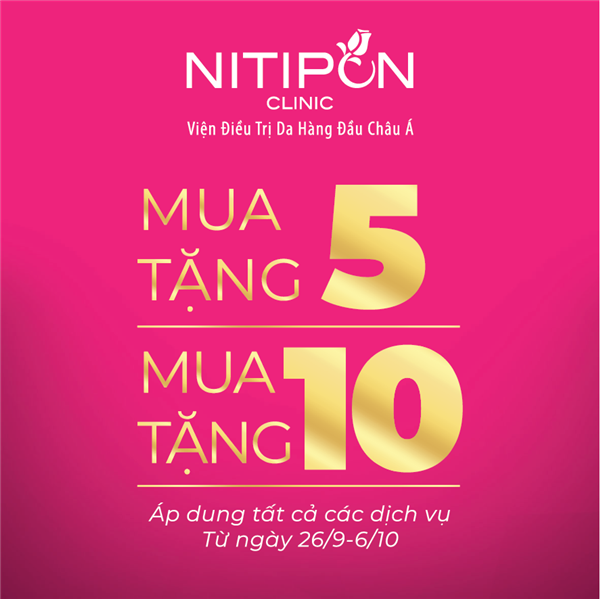 NITIPON
CLINIC
Viện Điều Trị Da Hàng Đầu Châu Á
MUA
TẶNG 5
MUA
TẶNG 10
Áp dung tất cả các dịch vụ
Từ ngày 26/9-6/10